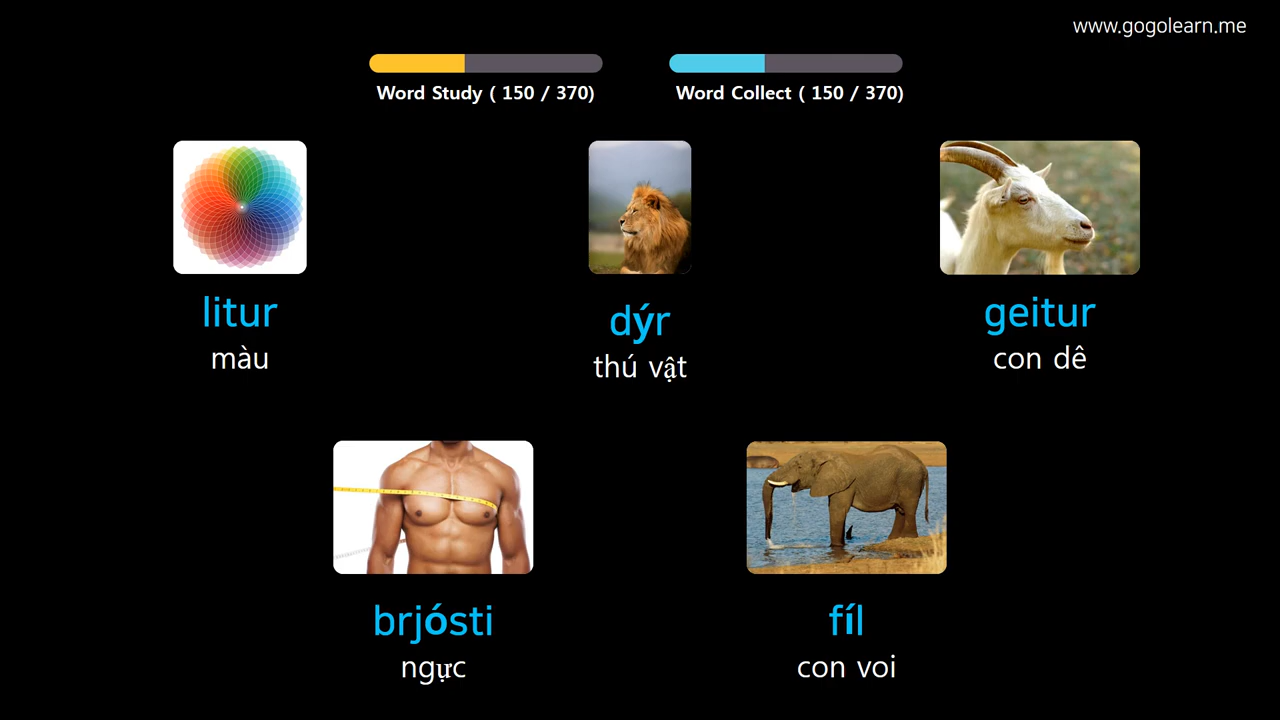 www.gogolearn.me
Word Study ( 150 / 370)
Word Collect ( 150 / 370)
litur
màu
dýr
thú vật
geitur
con dê
brjósti
ngực
fíl
con voi